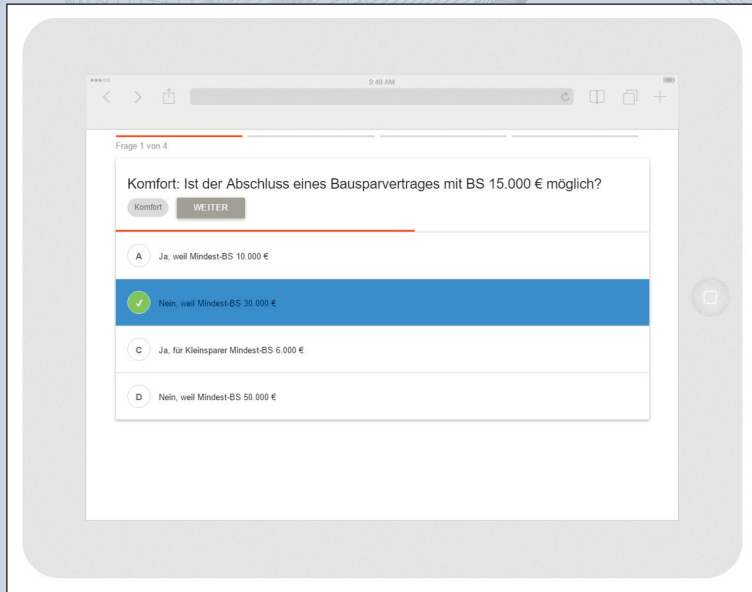 9:49 AM
Frage 1 von 4
Komfort: Ist der Abschluss eines Bausparvertrages mit BS 15.000 € möglich?
Komfort
WEITER
A Ja, weil Mindest-BS 10.000 €
Nein, weil Mindest-BS 30.000 €
C Ja, für Kleinsparer Mindest-BS 6.000 €
D Nein, weil Mindest-BS 50.000 €